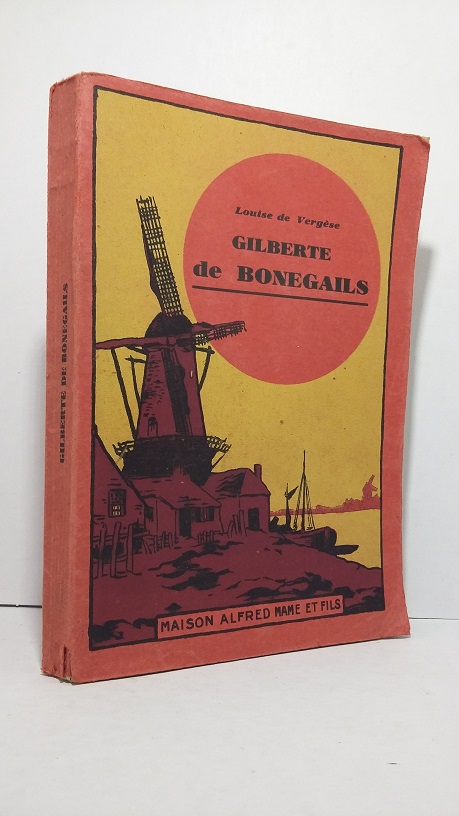 GILBERTE DE BONEGAILS
Louise de Vergèse
GILBERTE
de BONEGAILS
MAISON ALFRED MAME ET FILS